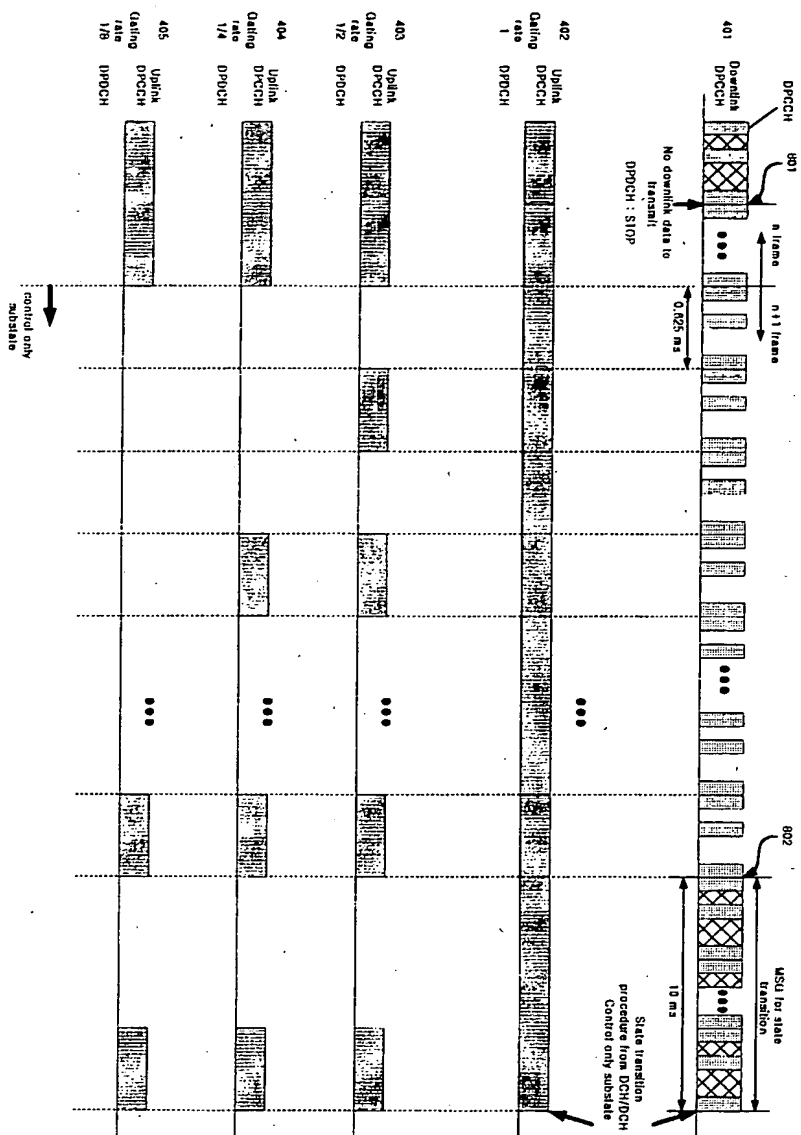 401
Downlink
DPCCH
DPCCH
801
No downlink data to
transmit
DPDCH : STOP
n frame
n+1 frame
0.625 ms
802
MSG for state
transition
10 ms
State transition
procedure from DCH/DCH
Control only substate
402
Gating
rate
1
Uplink
DPCCH
DPDCH
403
Gating
rate
1/2
Uplink
DPCCH
DPDCH
404
Gating
rate
1/4
Uplink
DPCCH
DPDCH
405
Gating
rate
1/8
Uplink
DPCCH
DPDCH
control only
substate